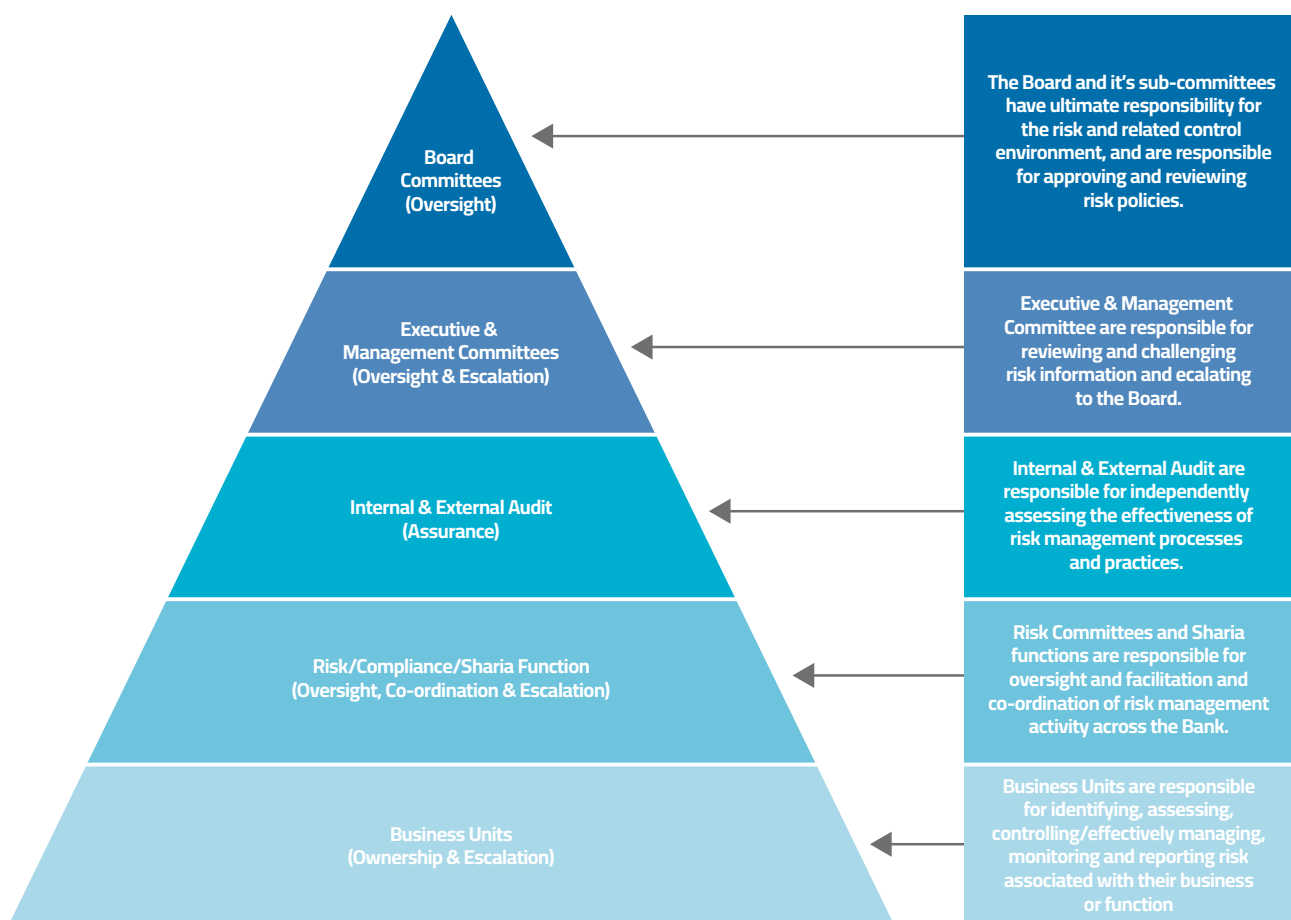 Board
Committees
(Oversight)
The Board and it's sub-committees
have ultimate responsibility for
the risk and related control
environment, and are responsible
for approving and reviewing
risk policies.
Executive &
Management Committees
(Oversight & Escalation)
Executive & Management
Committee are responsible for
reviewing and challenging
risk information and ecalating
to the Board.
Internal & External Audit
(Assurance)
Internal & External Audit are
responsible for independently
assessing the effectiveness of
risk management processes
and practices.
Risk/Compliance/Sharia Function
(Oversight, Co-ordination & Escalation)
Risk Committees and Sharia
functions are responsible for
oversight and facilitation and
co-ordination of risk management
activity across the Bank.
Business Units
(Ownership & Escalation)
Business Units are responsible
for identifying, assessing,
controlling/effectively managing,
monitoring and reporting risk
associated with their business
or function